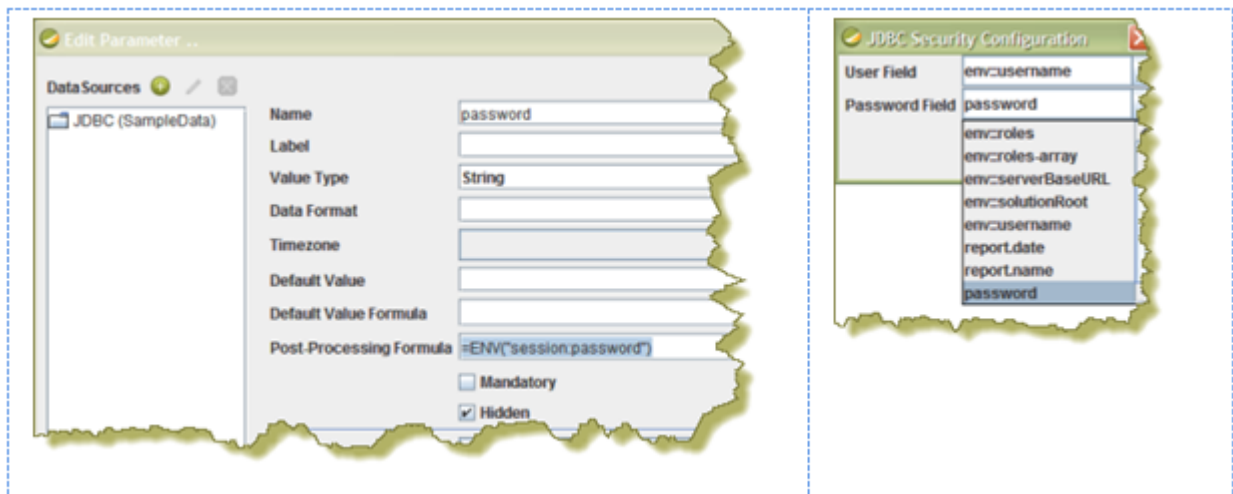 Edit Parameter ..
DataSources
JDBC (SampleData)
Name password
Label
Value Type String
Data Format
Timezone
Default Value
Default Value Formula
Post-Processing Formula =ENV("session:password")
Mandatory
Hidden
JDBC Security Configuration
User Field env::username
Password Field password
env::roles
env::roles-array
env::serverBaseURL
env::solutionRoot
env::username
report.date
report.name
password